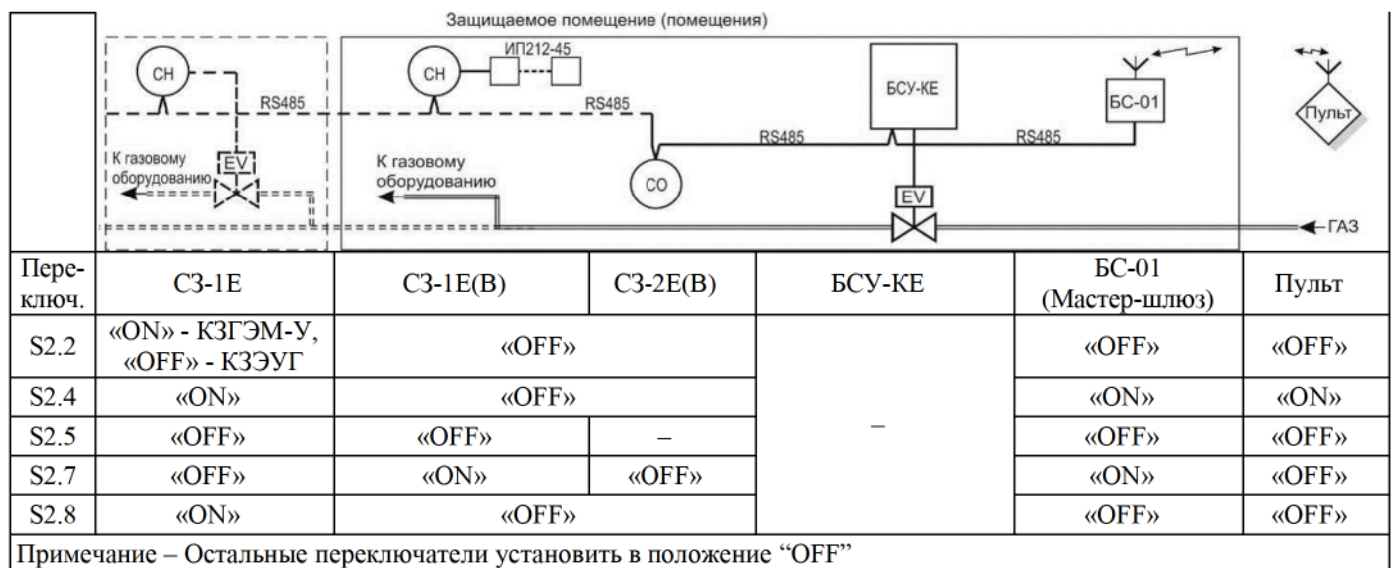 Защищаемое помещение (помещения)
ИП212-45
СН
СН
БСУ-КЕ
БС-01
Пульт
RS485
RS485
RS485
RS485
К газовому
оборудованию
EV
К газовому
оборудованию
СО
EV
ГАЗ
Пере-
ключ.
СЗ-1Е
СЗ-1Е(В)
СЗ-2Е(В)
БСУ-КЕ
БС-01
(Мастер-шлюз)
Пульт
S2.2
«ON» - КЗГЭМ-У,
«OFF» - КЗЭУГ
«OFF»
–
«OFF»
«OFF»
S2.4
«ON»
«OFF»
«ON»
«ON»
S2.5
«OFF»
«OFF»
–
«OFF»
«OFF»
S2.7
«OFF»
«ON»
«OFF»
«ON»
«OFF»
S2.8
«ON»
«OFF»
«OFF»
«OFF»
Примечание – Остальные переключатели установить в положение “OFF”